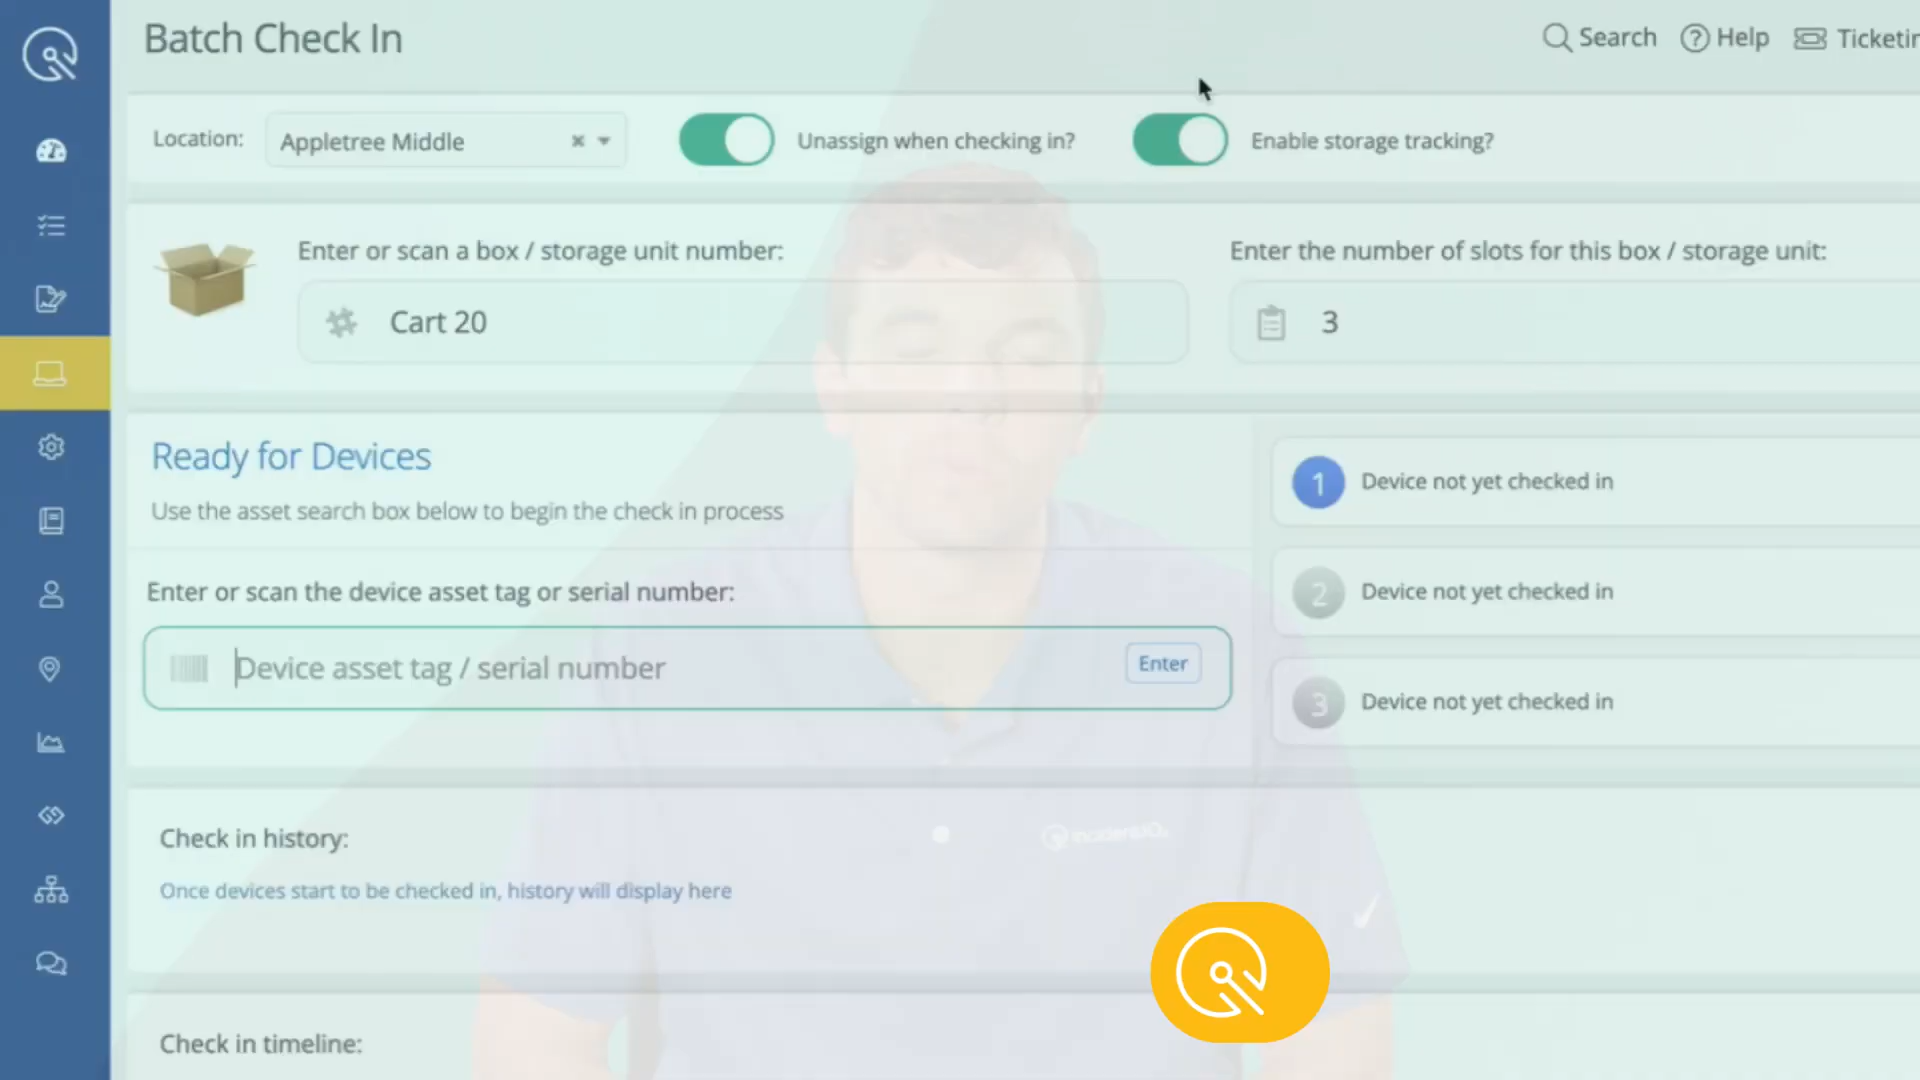 Batch Check In
Search
Help
Location:
Appletree Middle
Unassign when checking in?
Enable storage tracking?
Enter or scan a box / storage unit number:
Enter the number of slots for this box / storage unit:
Cart 20
3
Ready for Devices
Use the asset search box below to begin the check in process
1
Device not yet checked in
2
Device not yet checked in
Enter or scan the device asset tag or serial number:
Device asset tag / serial number
Enter
3
Device not yet checked in
Check in history:
Once devices start to be checked in, history will display here
Check in timeline: